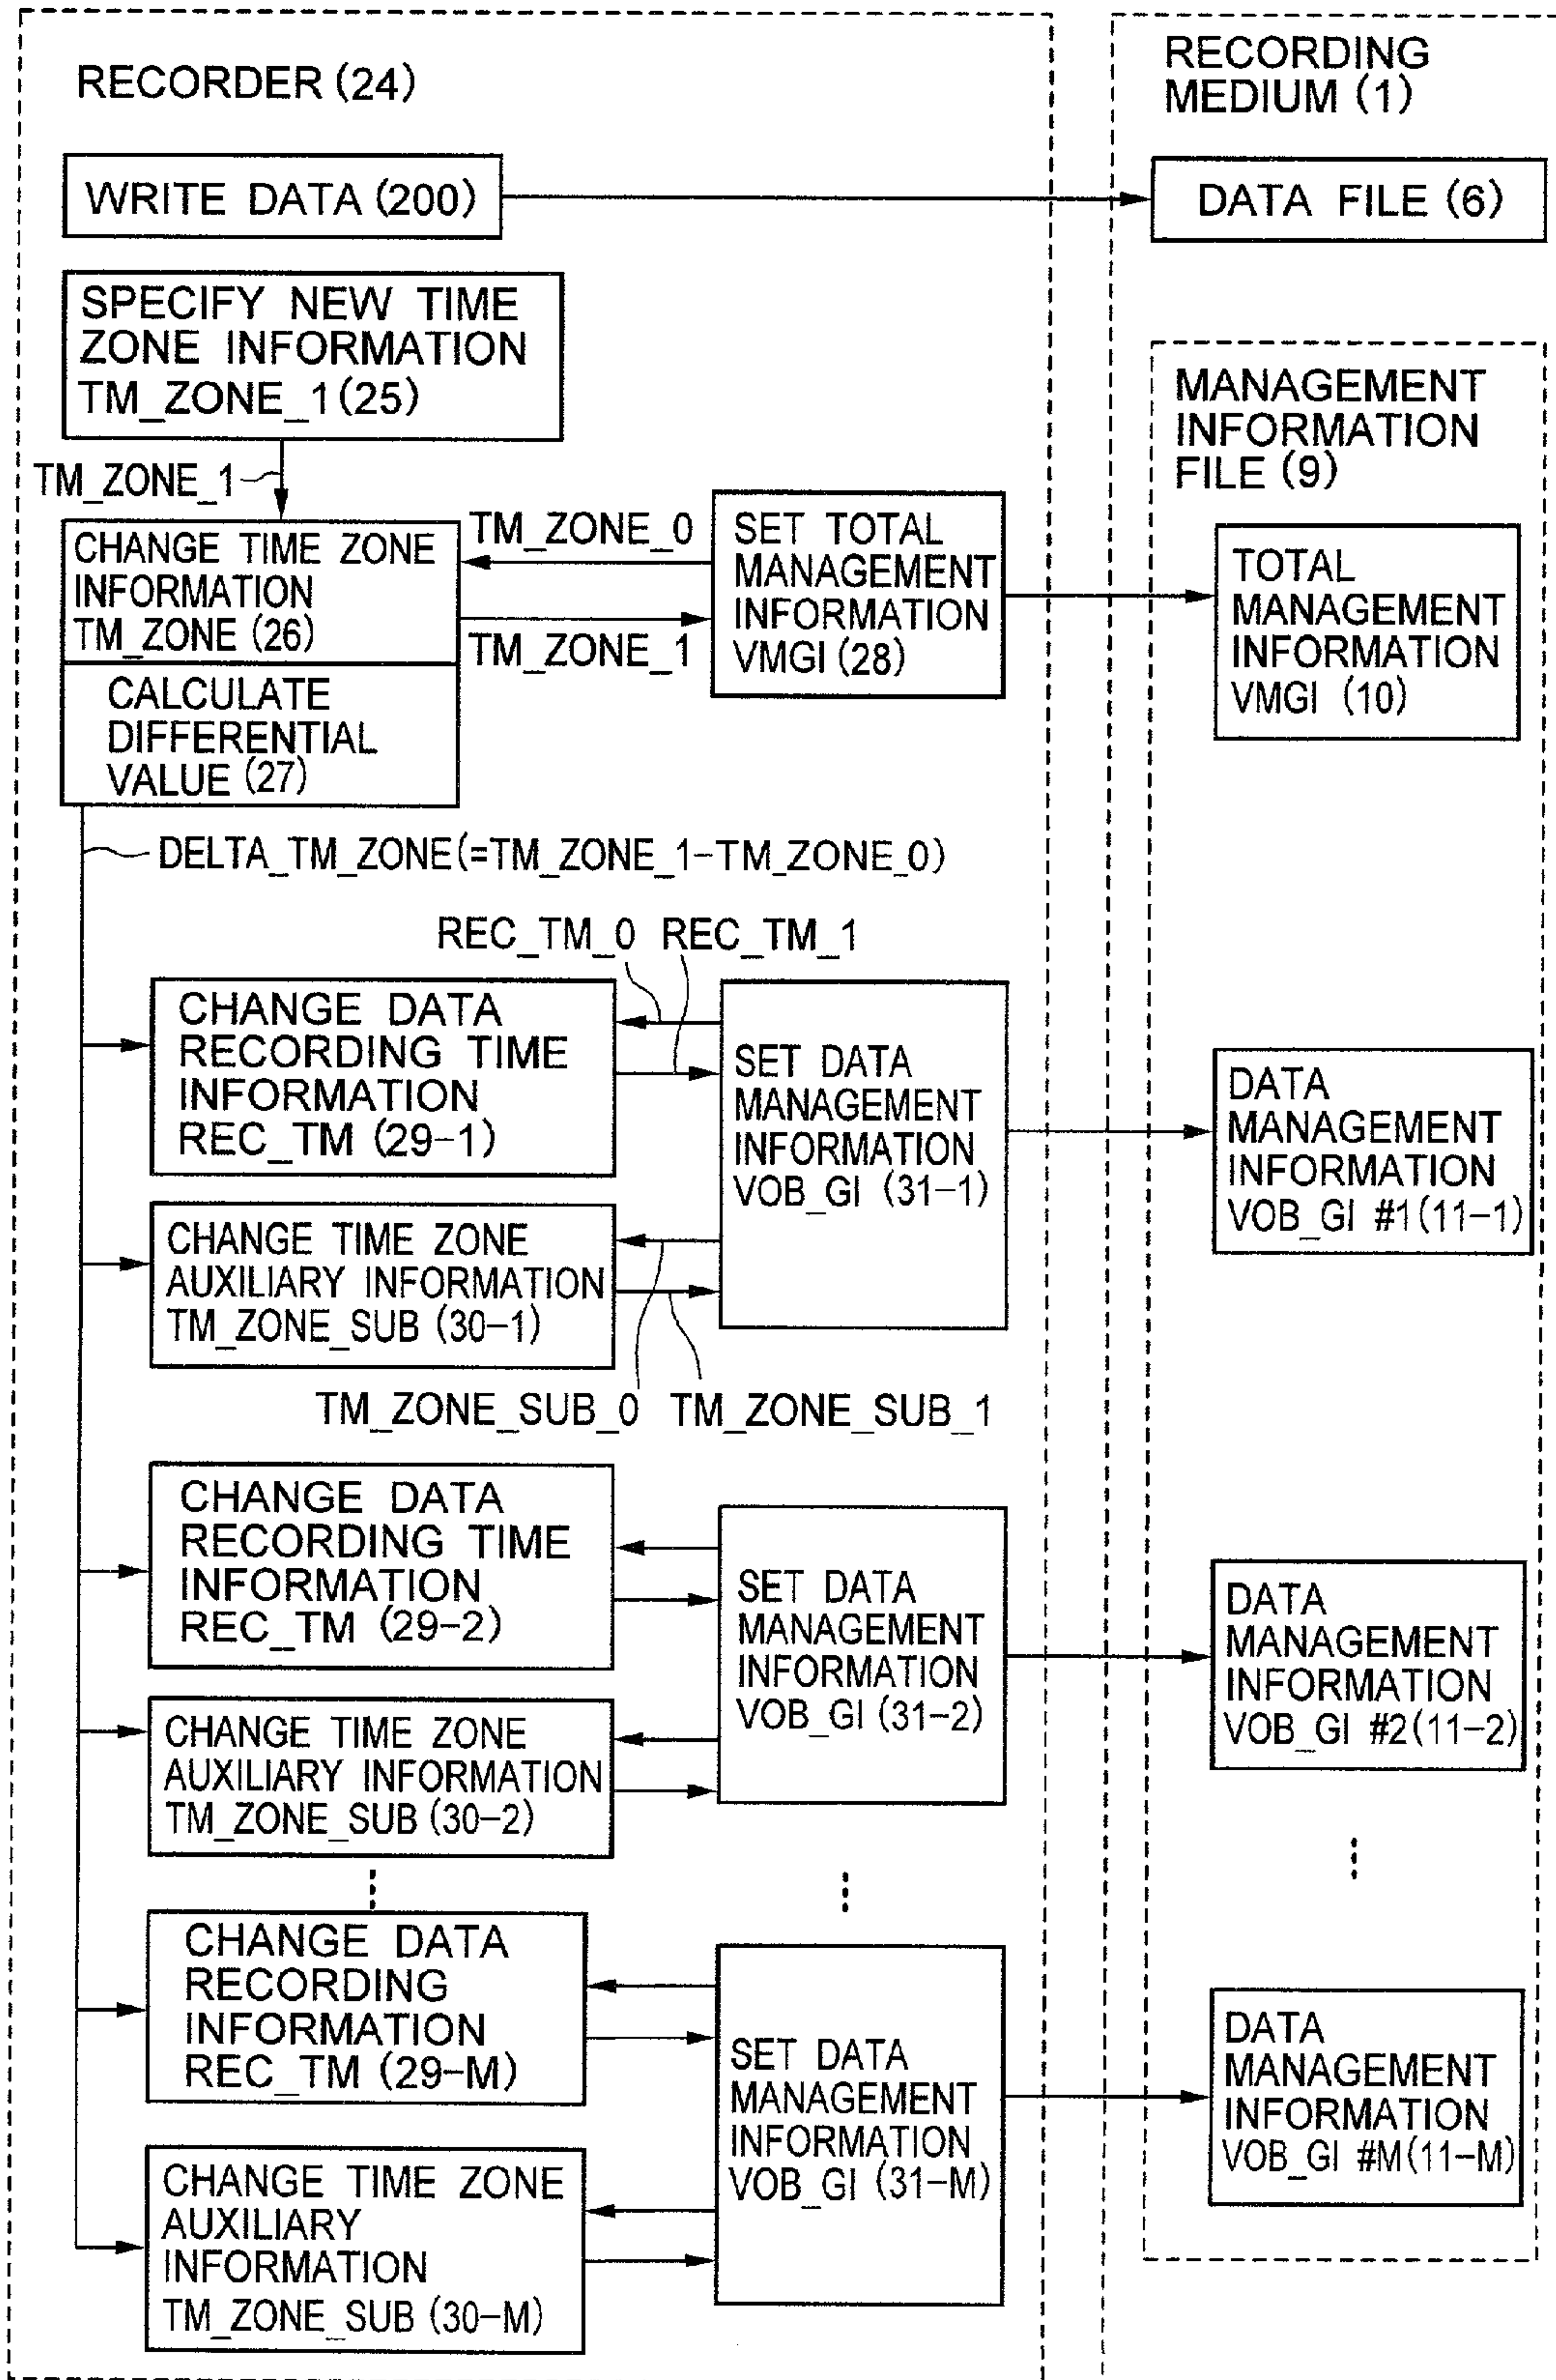 RECORDER (24)
RECORDING
MEDIUM (1)
WRITE DATA (200)
DATA FILE (6)
SPECIFY NEW TIME
ZONE INFORMATION
TM_ZONE_1 (25)
MANAGEMENT
INFORMATION
FILE (9)
TM_ZONE_1
CHANGE TIME ZONE
INFORMATION
TM_ZONE (26)
TM_ZONE_0
TM_ZONE_1
SET TOTAL
MANAGEMENT
INFORMATION
VMGI (28)
TOTAL
MANAGEMENT
INFORMATION
VMGI (10)
CALCULATE
DIFFERENTIAL
VALUE (27)
DELTA_TM_ZONE(=TM_ZONE_1-TM_ZONE_0)
REC_TM_0 REC_TM_1
CHANGE DATA
RECORDING TIME
INFORMATION
REC_TM (29-1)
SET DATA
MANAGEMENT
INFORMATION
VOB_GI (31-1)
DATA
MANAGEMENT
INFORMATION
VOB_GI #1(11-1)
CHANGE TIME ZONE
AUXILIARY INFORMATION
TM_ZONE_SUB (30-1)
TM_ZONE_SUB_0 TM_ZONE_SUB_1
CHANGE DATA
RECORDING TIME
INFORMATION
REC_TM (29-2)
SET DATA
MANAGEMENT
INFORMATION
VOB_GI (31-2)
DATA
MANAGEMENT
INFORMATION
VOB_GI #2(11-2)
CHANGE TIME ZONE
AUXILIARY INFORMATION
TM_ZONE_SUB (30-2)
CHANGE DATA
RECORDING
INFORMATION
REC_TM (29-M)
SET DATA
MANAGEMENT
INFORMATION
VOB_GI (31-M)
DATA
MANAGEMENT
INFORMATION
VOB_GI #M(11-M)
CHANGE TIME ZONE
AUXILIARY
INFORMATION
TM_ZONE_SUB (30-M)